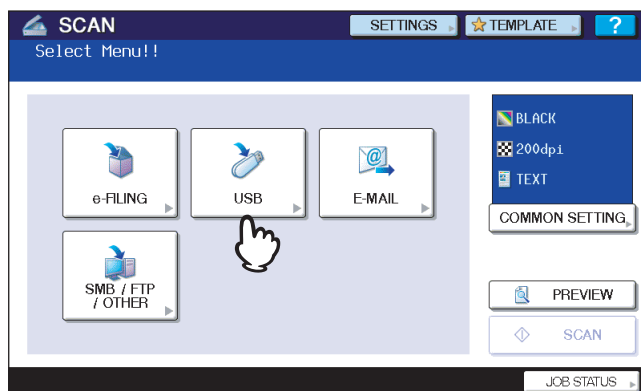 SCAN
SETTINGS
TEMPLATE
?
Select Menu!!
BLACK
200dpi
TEXT
COMMON SETTING
e-FILING
USB
@
E-MAIL
SMB / FTP
/ OTHER
PREVIEW
SCAN
JOB STATUS